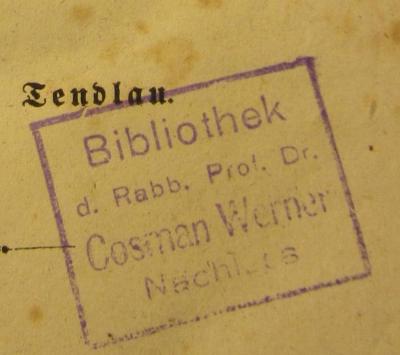 Tendlau.
Bibliothek
d. Rabb. Prof. Dr.
Cosman Werner
Nachlass